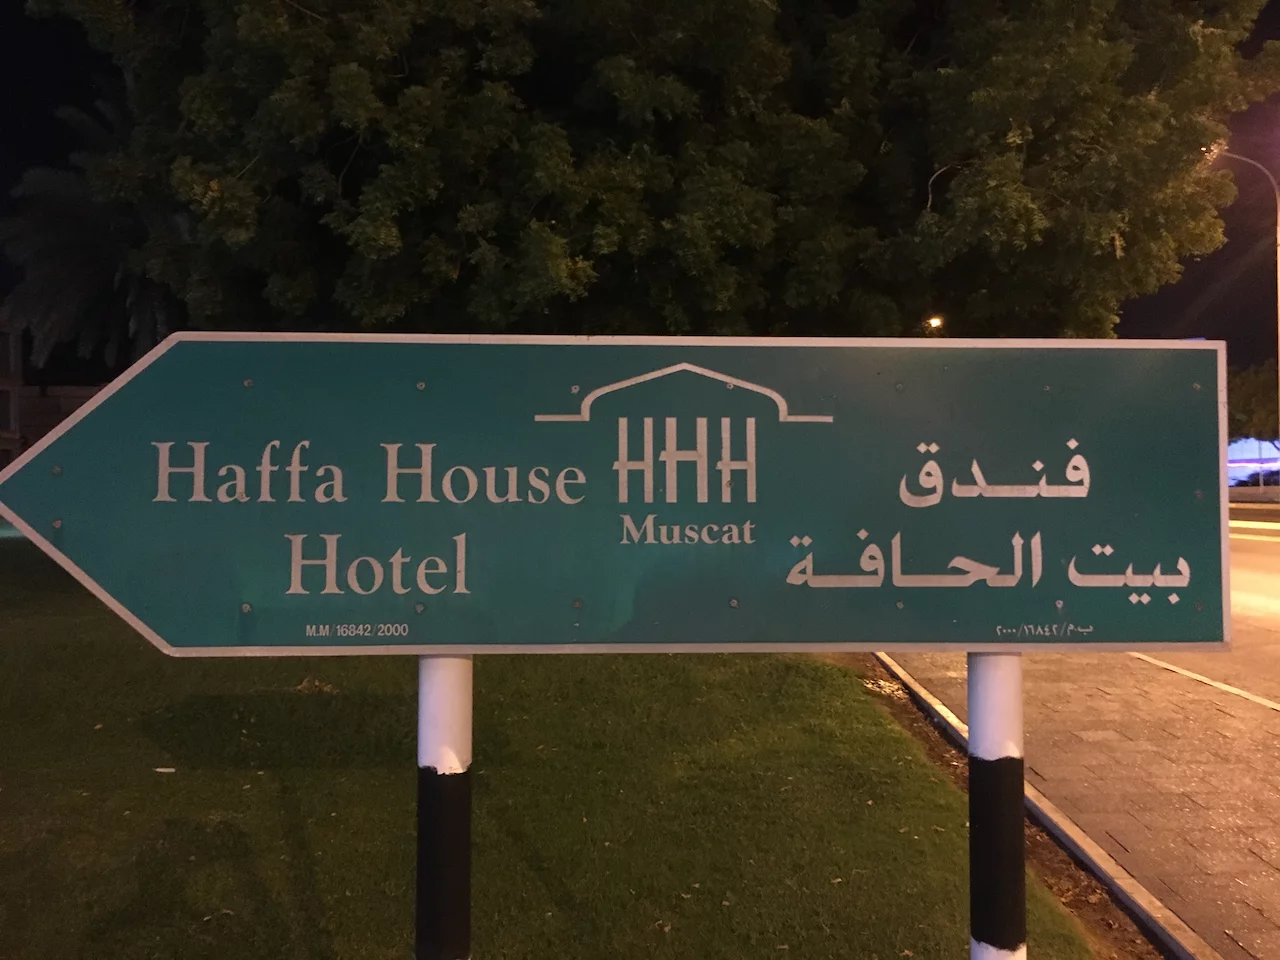 Haffa House
Hotel
M.M/16842/2000
HHH
Muscat
فندق
بيت الحافة
ب.م/١٦٨٤٢/٢٠٠٠